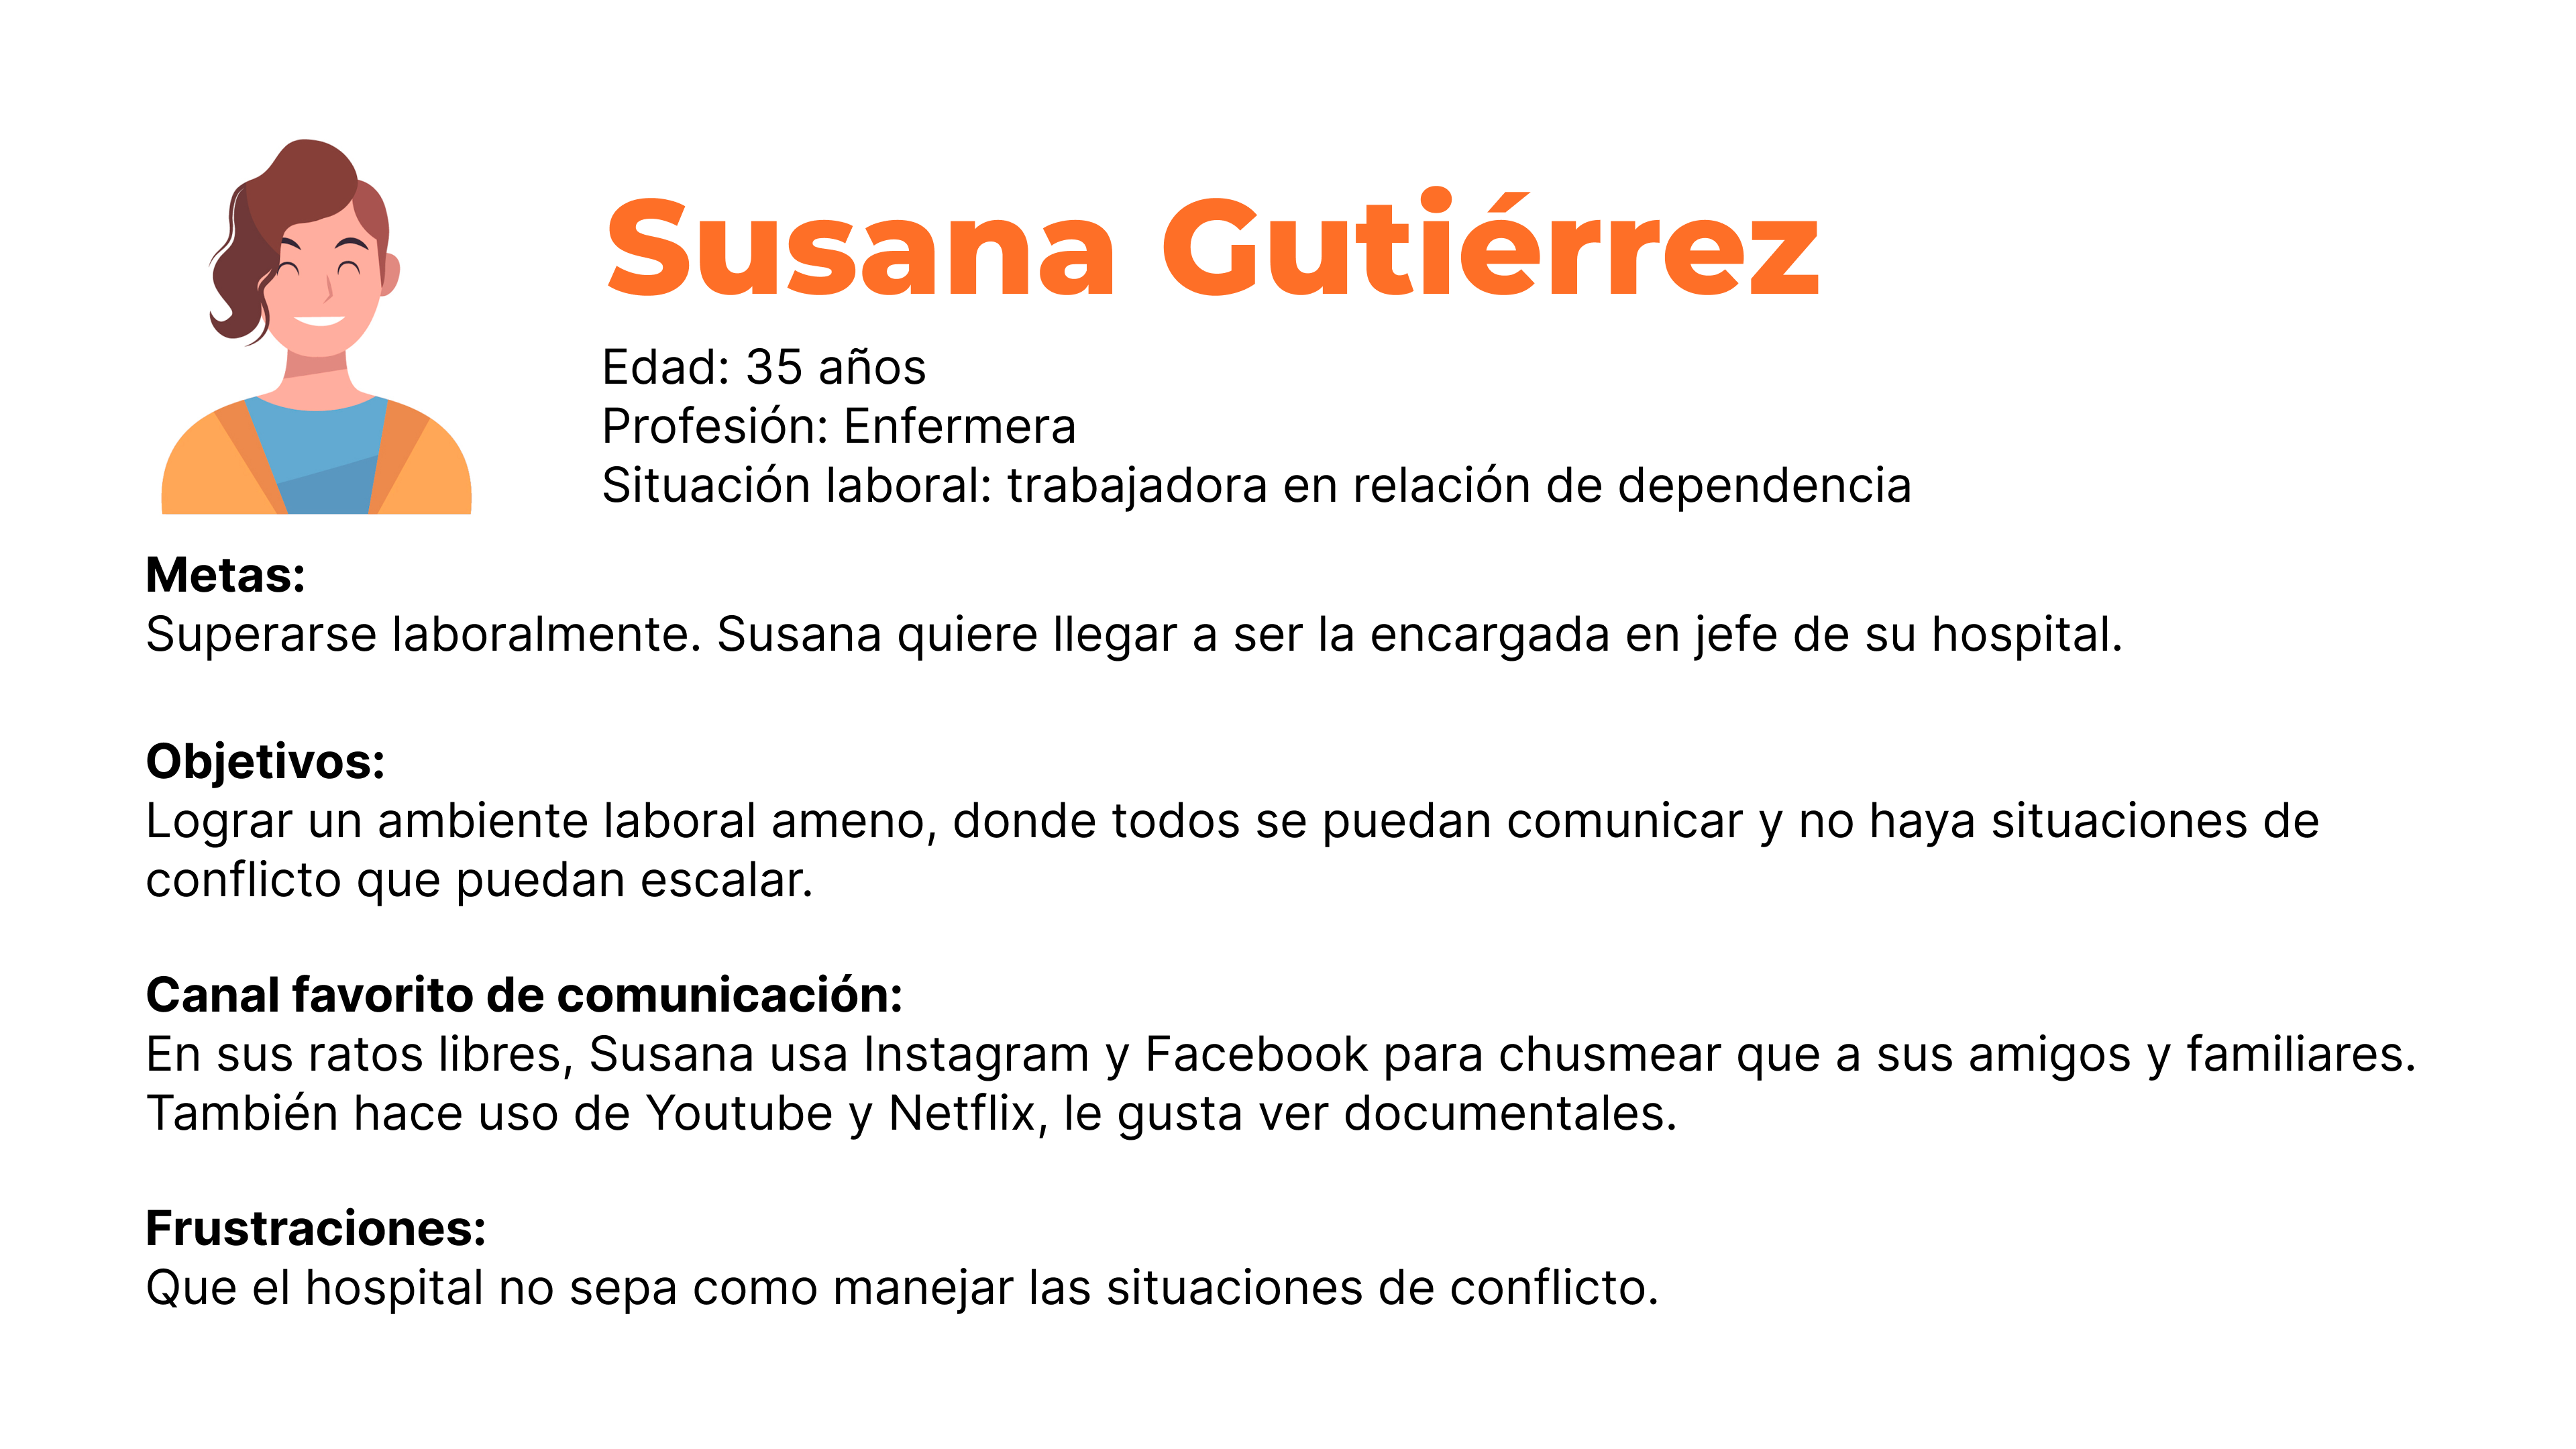 Susana Gutiérrez
Edad: 35 años
Profesión: Enfermera
Situación laboral: trabajadora en relación de dependencia
Metas:
Superarse laboralmente. Susana quiere llegar a ser la encargada en jefe de su hospital.
Objetivos:
Lograr un ambiente laboral ameno, donde todos se puedan comunicar y no haya situaciones de
conflicto que puedan escalar.
Canal favorito de comunicación:
En sus ratos libres, Susana usa Instagram y Facebook para chusmear que a sus amigos y familiares.
También hace uso de Youtube y Netflix, le gusta ver documentales.
Frustraciones:
Que el hospital no sepa como manejar las situaciones de conflicto.